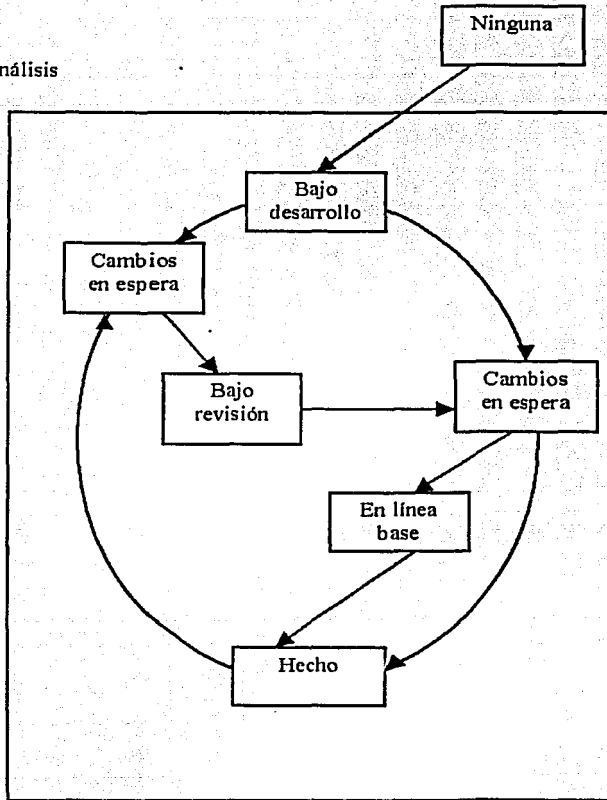 Ninguna
nálisis
Bajo
desarrollo
Cambios
en espera
Bajo
revisión
Cambios
en espera
En línea
base
Hecho